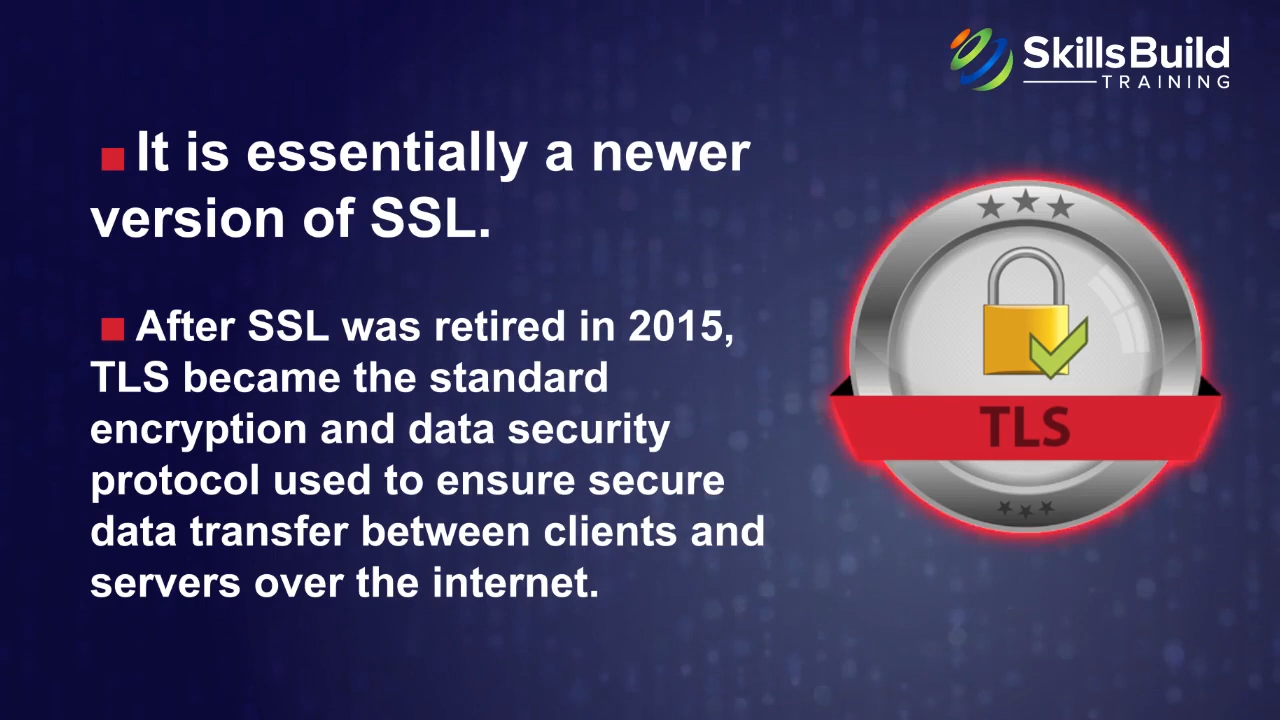 SkillsBuild
TRAINING
It is essentially a newer
version of SSL.
After SSL was retired in 2015,
TLS became the standard
encryption and data security
protocol used to ensure secure
data transfer between clients and
servers over the internet.
TLS